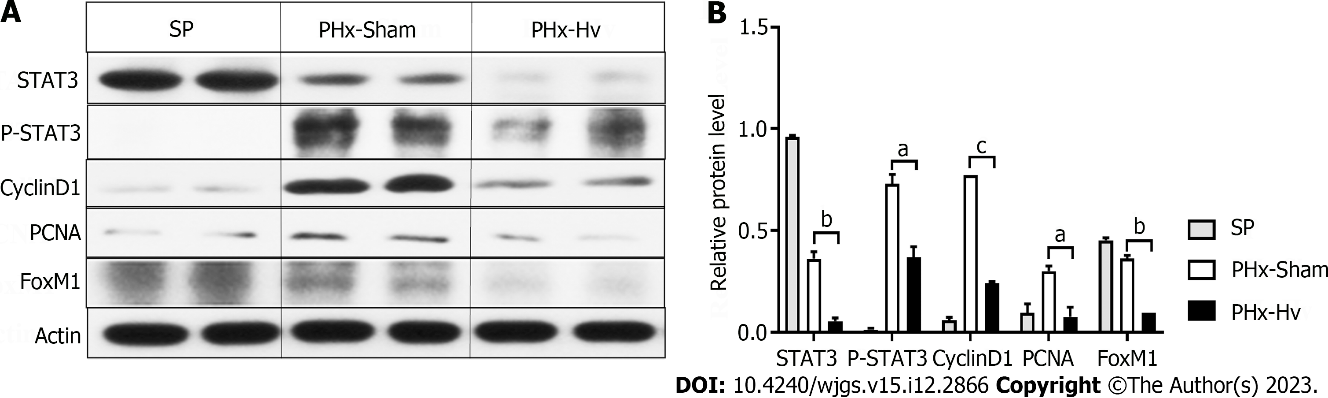 A
SP PHx-Sham PHx-Hv
STAT3
P-STAT3
CyclinD1
PCNA
FoxM1
Actin
B
Relative protein level
1.5
1.0
0.5
0.0
b
a
c
a
b
STAT3 P-STAT3 CyclinD1 PCNA FoxM1
SP
PHx-Sham
PHx-Hv
DOI: 10.4240/wjgs.v15.i12.2866 Copyright ©The Author(s) 2023.